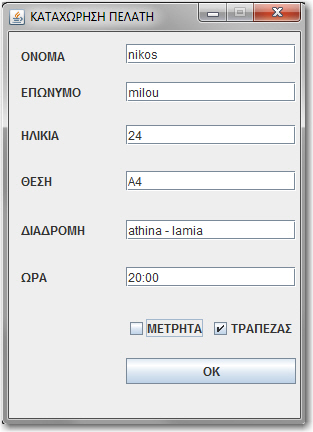 ΚΑΤΑΧΩΡΗΣΗ ΠΕΛΑΤΗ
ΟΝΟΜΑ nikos
ΕΠΩΝΥΜΟ milou
ΗΛΙΚΙΑ 24
ΘΕΣΗ A4
ΔΙΑΔΡΟΜΗ athina - lamia
ΩΡΑ 20:00
ΜΕΤΡΗΤΑ ΤΡΑΠΕΖΑΣ
OK